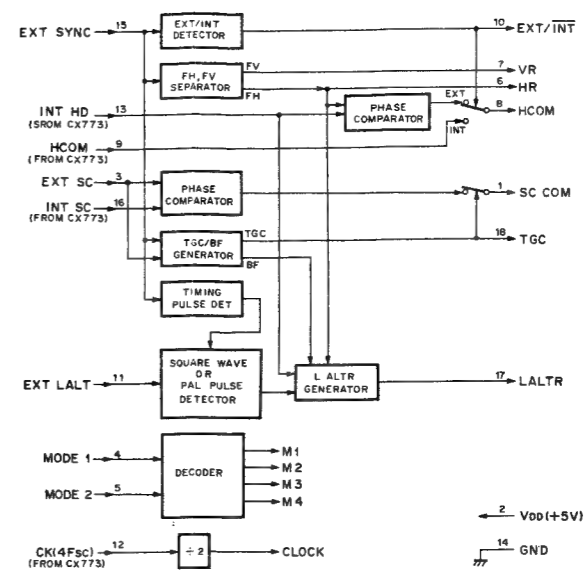 EXT SYNC 15
EXT/INT
DETECTOR
10 EXT/INT
FH, FV
SEPARATOR
FV
FH
7 VR
6 HR
INT HD 13
(SROM CX773)
PHASE
COMPARATOR
EXT
INT
8 HCOM
HCOM 9
(FROM CX773)
EXT SC 3
INT SC 16
(FROM CX773)
PHASE
COMPARATOR
1 SC COM
TGC/BF
GENERATOR
TGC
BF
18 TGC
TIMING
PULSE DET
EXT LALT 11
SQUARE WAVE
OR
PAL PULSE
DETECTOR
L ALTR
GENERATOR
17 LALTR
MODE 1 4
MODE 2 5
DECODER
M1
M2
M3
M4
2 VDD(+5V)
14 GND
CK(4FSC) 12
(FROM CX773)
÷2
CLOCK